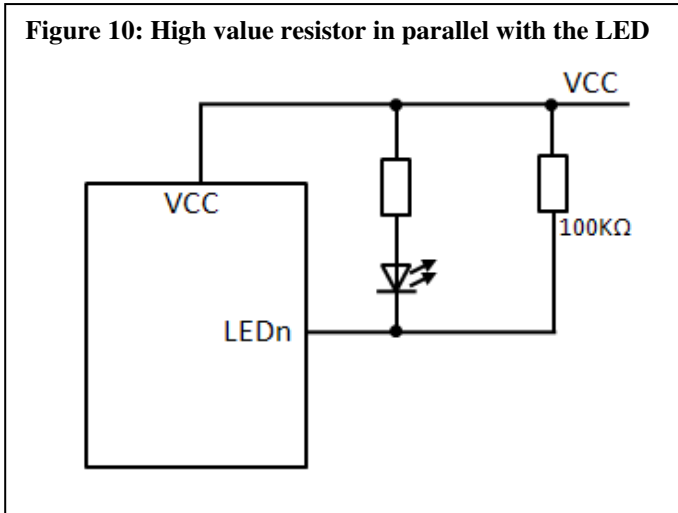 Figure 10: High value resistor in parallel with the LED
VCC
VCC
100KΩ
LEDn